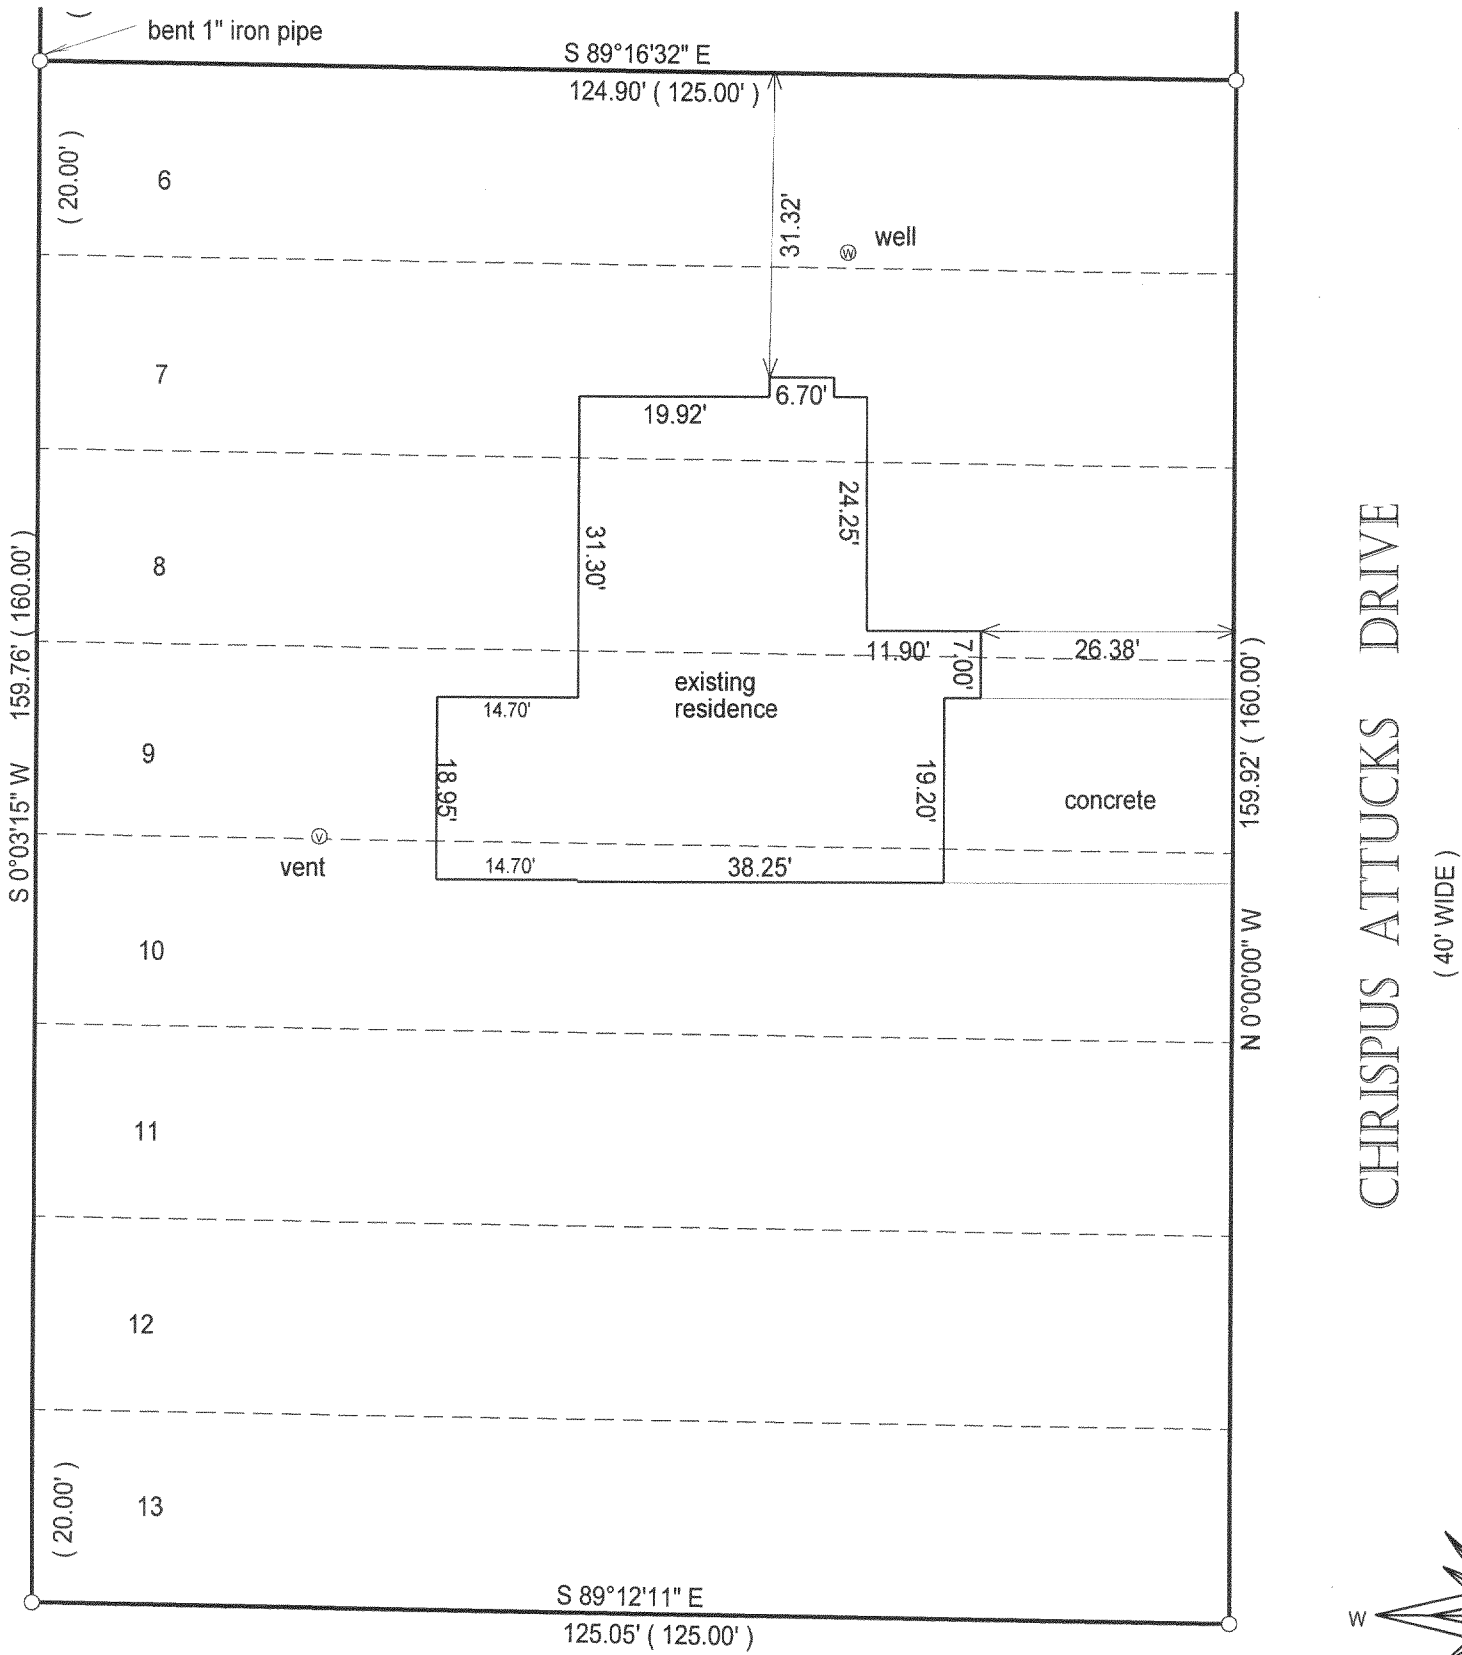 bent 1" iron pipe
S 89°16'32" E
124.90' ( 125.00' )
( 20.00' )
6
31.32'
W
well
7
19.92'
6.70'
24.25'
31.30'
8
S 0°03'15" W 159.76' ( 160.00' )
11.90'
7.00'
26.38'
existing
residence
14.70'
9
18.95'
19.20'
concrete
159.92' ( 160.00' )
N 0°00'00" W
CHRISPUS ATTUCKS DRIVE
( 40' WIDE )
V
vent
14.70'
38.25'
10
11
12
13
( 20.00' )
S 89°12'11" E
125.05' ( 125.00' )
W